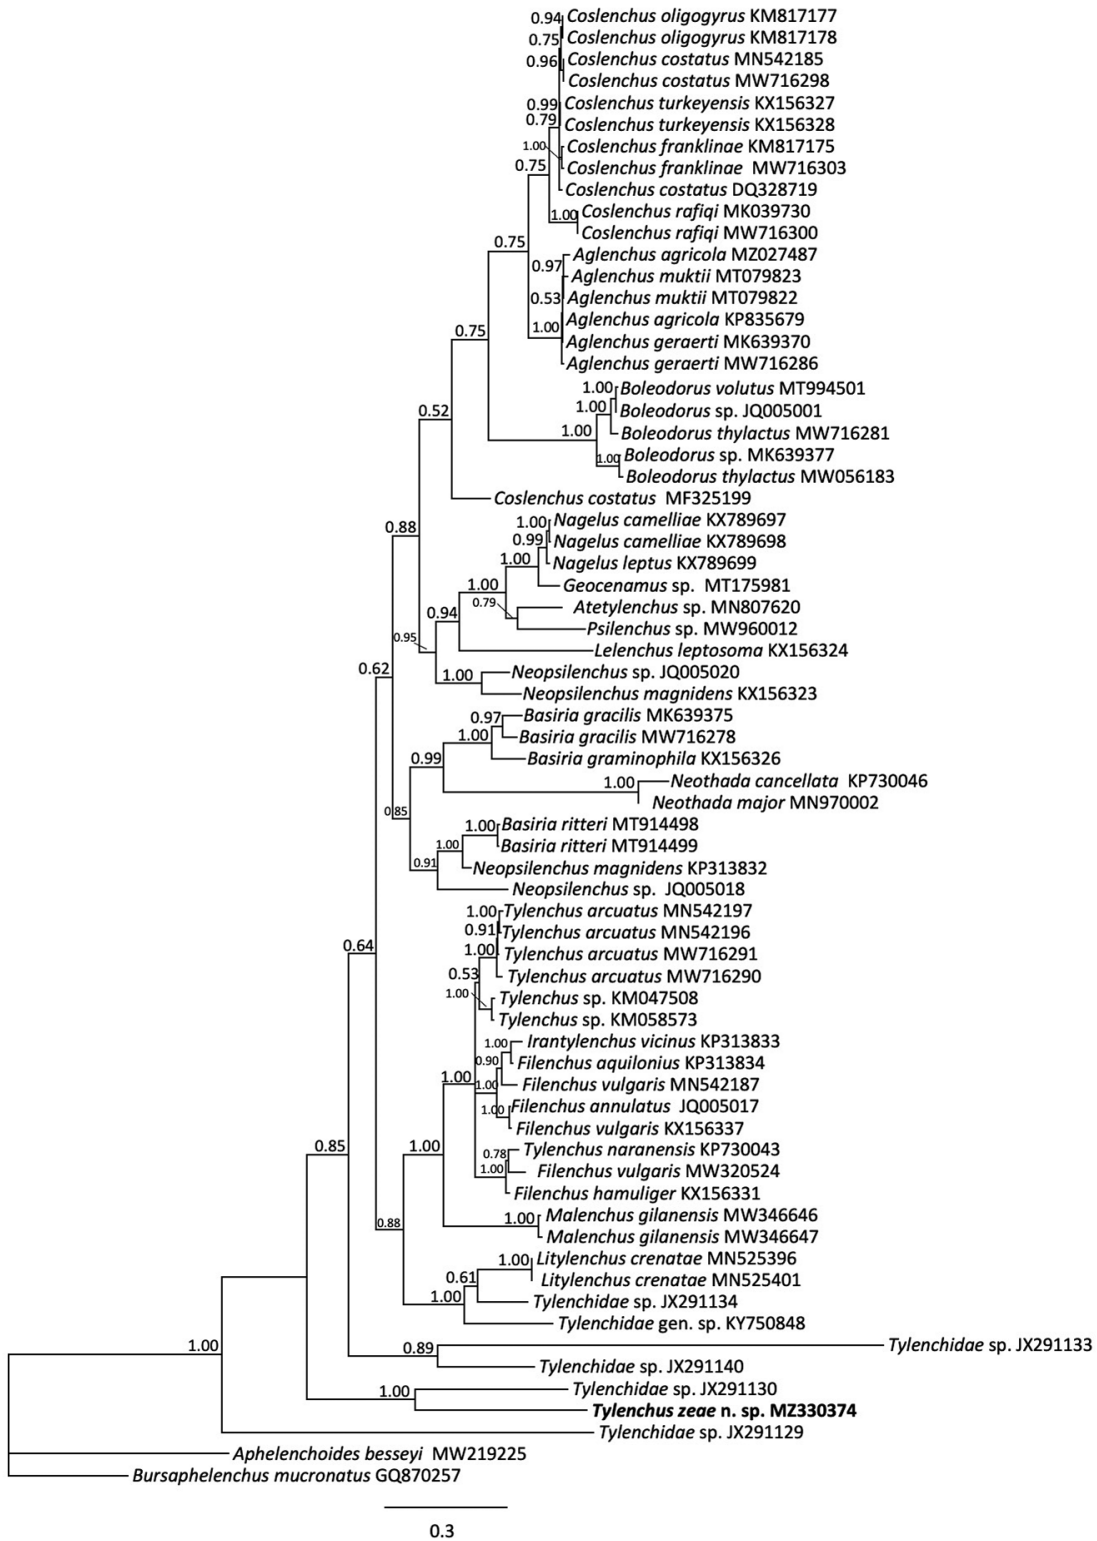 0.94 Coslenchus oligogyrus KM817177
0.75 Coslenchus oligogyrus KM817178
0.96 Coslenchus costatus MN542185
Coslenchus costatus MW716298
0.99 Coslenchus turkeyensis KX156327
0.79 Coslenchus turkeyensis KX156328
1.00 Coslenchus franklinae KM817175
0.75 Coslenchus franklinae MW716303
Coslenchus costatus DQ328719
1.00 Coslenchus rafiqi MK039730
Coslenchus rafiqi MW716300
0.75
Aglenchus agricola MZ027487
0.97 Aglenchus muktii MT079823
0.53 Aglenchus muktii MT079822
1.00 Aglenchus agricola KP835679
0.75 Aglenchus geraerti MK639370
Aglenchus geraerti MW716286
1.00 Boleodorus volutus MT994501
0.52 1.00 Boleodorus sp. JQ005001
1.00 Boleodorus thylactus MW716281
1.00 Boleodorus sp. MK639377
Boleodorus thylactus MW056183
Coslenchus costatus MF325199
0.88 1.00 Nagelus camelliae KX789697
0.99 Nagelus camelliae KX789698
1.00 Nagelus leptus KX789699
1.00 Geocenamus sp. MT175981
0.94 0.79 Atetylenchus sp. MN807620
Psilenchus sp. MW960012
0.95 Lelenchus leptosoma KX156324
0.62 1.00 Neopsilenchus sp. JQ005020
Neopsilenchus magnidens KX156323
0.97 Basiria gracilis MK639375
1.00 Basiria gracilis MW716278
0.99 Basiria graminophila KX156326
1.00 Neothada cancellata KP730046
Neothada major MN970002
0.85 1.00 Basiria ritteri MT914498
1.00 Basiria ritteri MT914499
0.91 Neopsilenchus magnidens KP313832
Neopsilenchus sp. JQ005018
1.00 Tylenchus arcuatus MN542197
0.91 Tylenchus arcuatus MN542196
0.64 1.00 Tylenchus arcuatus MW716291
0.53 Tylenchus arcuatus MW716290
1.00 Tylenchus sp. KM047508
Tylenchus sp. KM058573
1.00 Irantylenchus vicinus KP313833
0.90 Filenchus aquilonius KP313834
1.00 1.00 Filenchus vulgaris MN542187
1.00 Filenchus annulatus JQ005017
Filenchus vulgaris KX156337
0.85 1.00 0.78 Tylenchus naranensis KP730043
1.00 Filenchus vulgaris MW320524
Filenchus hamuliger KX156331
0.88 1.00 Malenchus gilanensis MW346646
Malenchus gilanensis MW346647
1.00 Litylenchus crenatae MN525396
0.61 Litylenchus crenatae MN525401
1.00 Tylenchidae sp. JX291134
Tylenchidae gen. sp. KY750848
1.00 0.89 Tylenchidae sp. JX291133
Tylenchidae sp. JX291140
1.00 Tylenchidae sp. JX291130
Tylenchus zeae n. sp. MZ330374
Tylenchidae sp. JX291129
Aphelenchoides besseyi MW219225
Bursaphelenchus mucronatus GQ870257
0.3